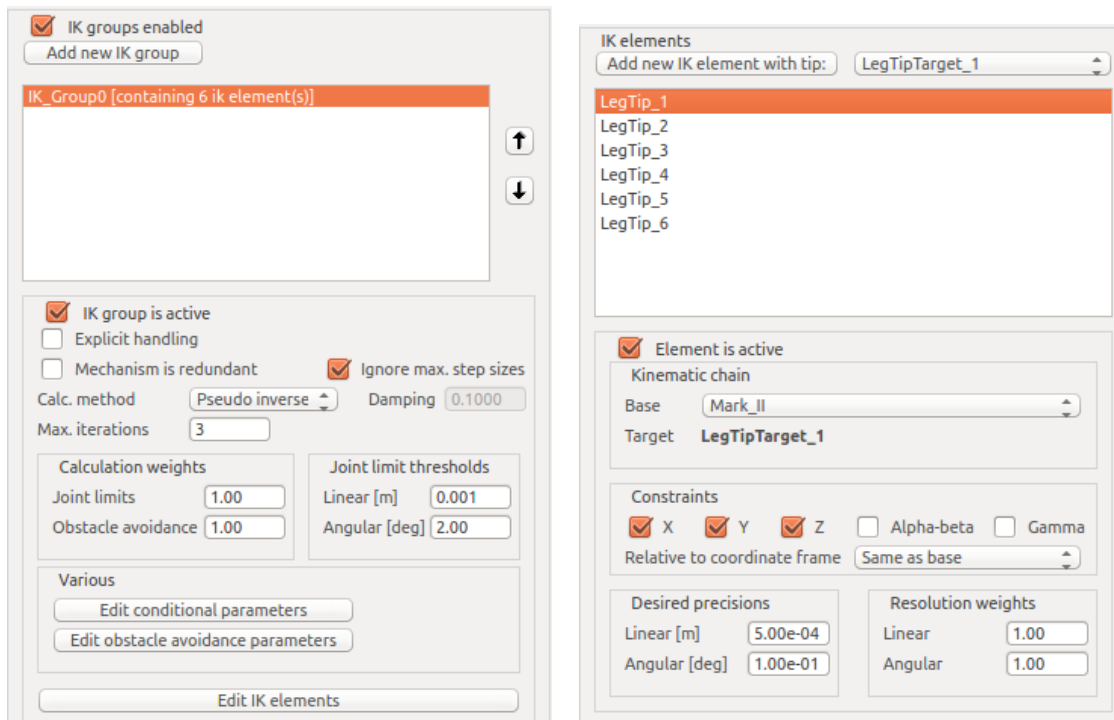 IK groups enabled
Add new IK group
IK_Group0 [containing 6 ik element(s)]
IK group is active
Explicit handling
Mechanism is redundant Ignore max. step sizes
Calc. method Pseudo inverse Damping 0.1000
Max. iterations 3
Calculation weights
Joint limits 1.00
Obstacle avoidance 1.00
Joint limit thresholds
Linear [m] 0.001
Angular [deg] 2.00
Various
Edit conditional parameters
Edit obstacle avoidance parameters
Edit IK elements
IK elements
Add new IK element with tip: LegTipTarget_1
LegTip_1
LegTip_2
LegTip_3
LegTip_4
LegTip_5
LegTip_6
Element is active
Kinematic chain
Base Mark_II
Target LegTipTarget_1
Constraints
X Y Z Alpha-beta Gamma
Relative to coordinate frame Same as base
Desired precisions
Linear [m] 5.00e-04
Angular [deg] 1.00e-01
Resolution weights
Linear 1.00
Angular 1.00